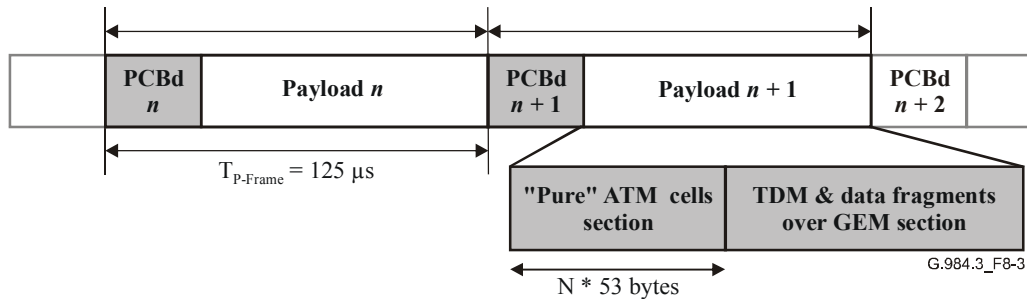 PCBd
n
Payload n
PCBd
n + 1
Payload n + 1
PCBd
n + 2
TP-Frame = 125 µs
"Pure" ATM cells
section
TDM & data fragments
over GEM section
G.984.3_F8-3
N * 53 bytes